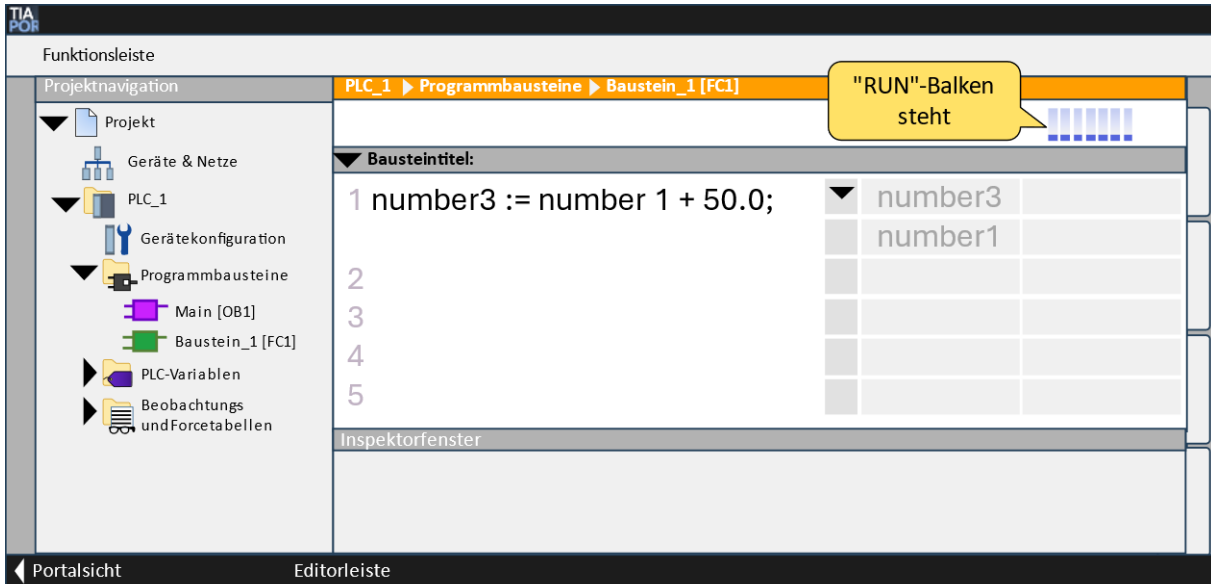 TIA
POR
Funktionsleiste
Projektnavigation
Projekt
Geräte & Netze
PLC_1
Gerätekonfiguration
Programmbausteine
Main [OB1]
Baustein_1 [FC1]
PLC-Variablen
Beobachtungs
und Forcetabellen
PLC_1 Programmbausteine Baustein_1 [FC1]
"RUN"-Balken
steht
Bausteintitel:
1 number3 := number 1 + 50.0;
2
3
4
5
number3
number1
Inspektorfenster
Portalsicht
Editorleiste